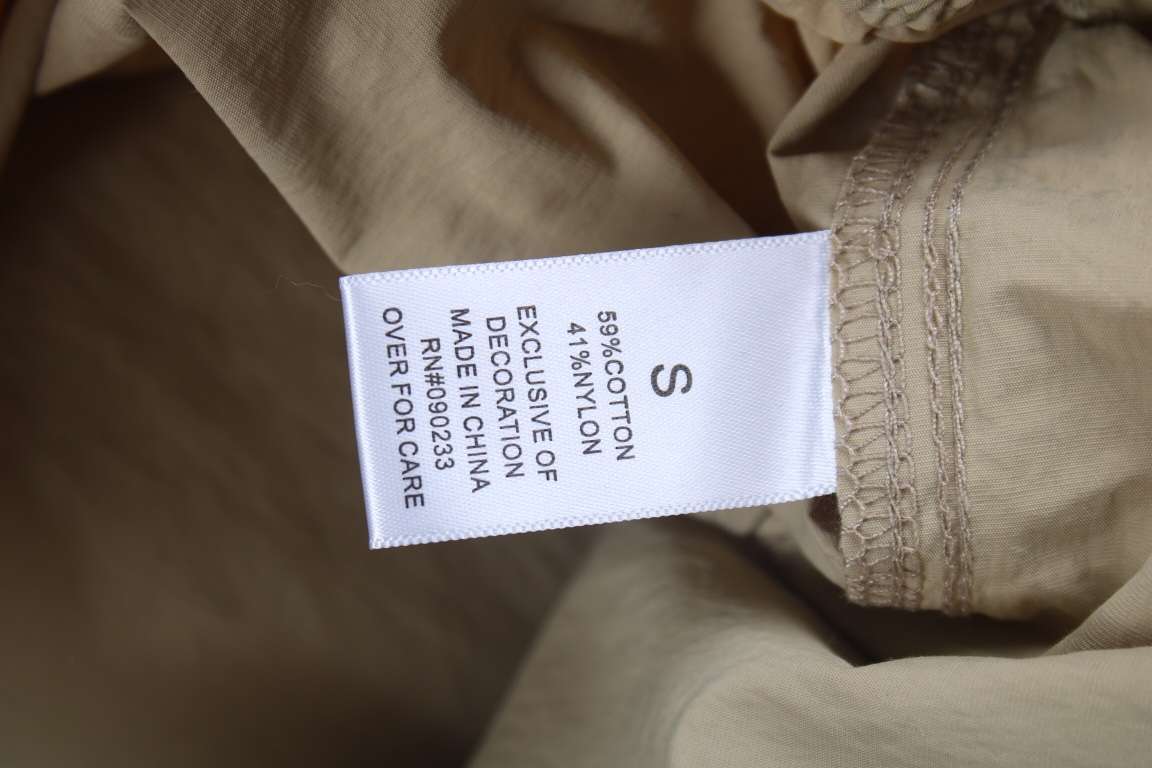 S
59%COTTON
41%NYLON
EXCLUSIVE OF
DECORATION
MADE IN CHINA
RN#090233
OVER FOR CARE